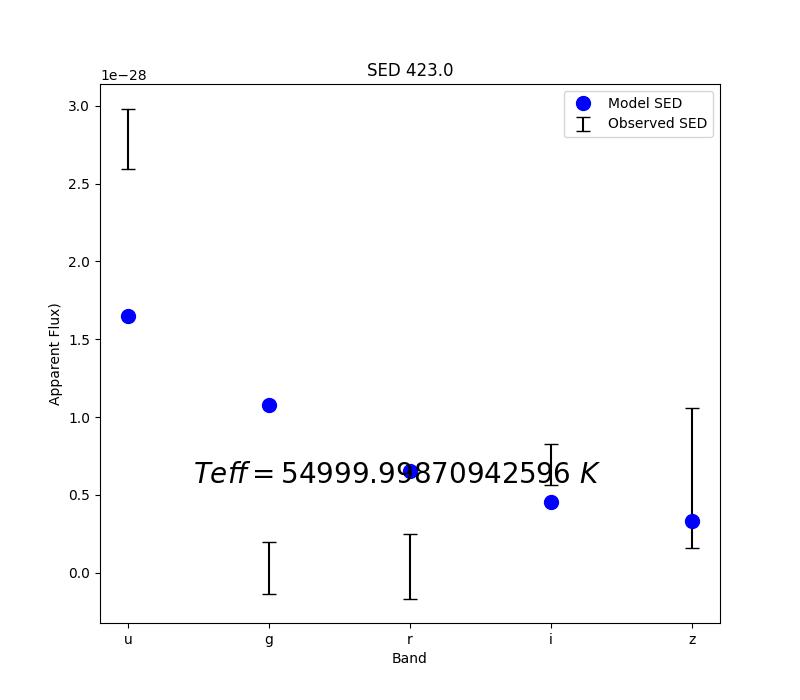 SED 423.0
1e−28
Model SED
Observed SED
3.0
2.5
2.0
1.5
1.0
0.5
0.0
Apparent Flux)
Teff = 54999.99870942596 K
u g r i z
Band